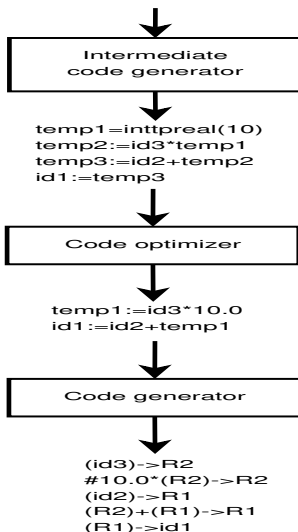 Intermediate
code generator
temp1=inttpreal(10)
temp2:=id3*temp1
temp3:=id2+temp2
id1:=temp3
Code optimizer
temp1:=id3*10.0
id1:=id2+temp1
Code generator
(id3)->R2
#10.0*(R2)->R2
(id2)->R1
(R2)+(R1)->R1
(R1)->id1